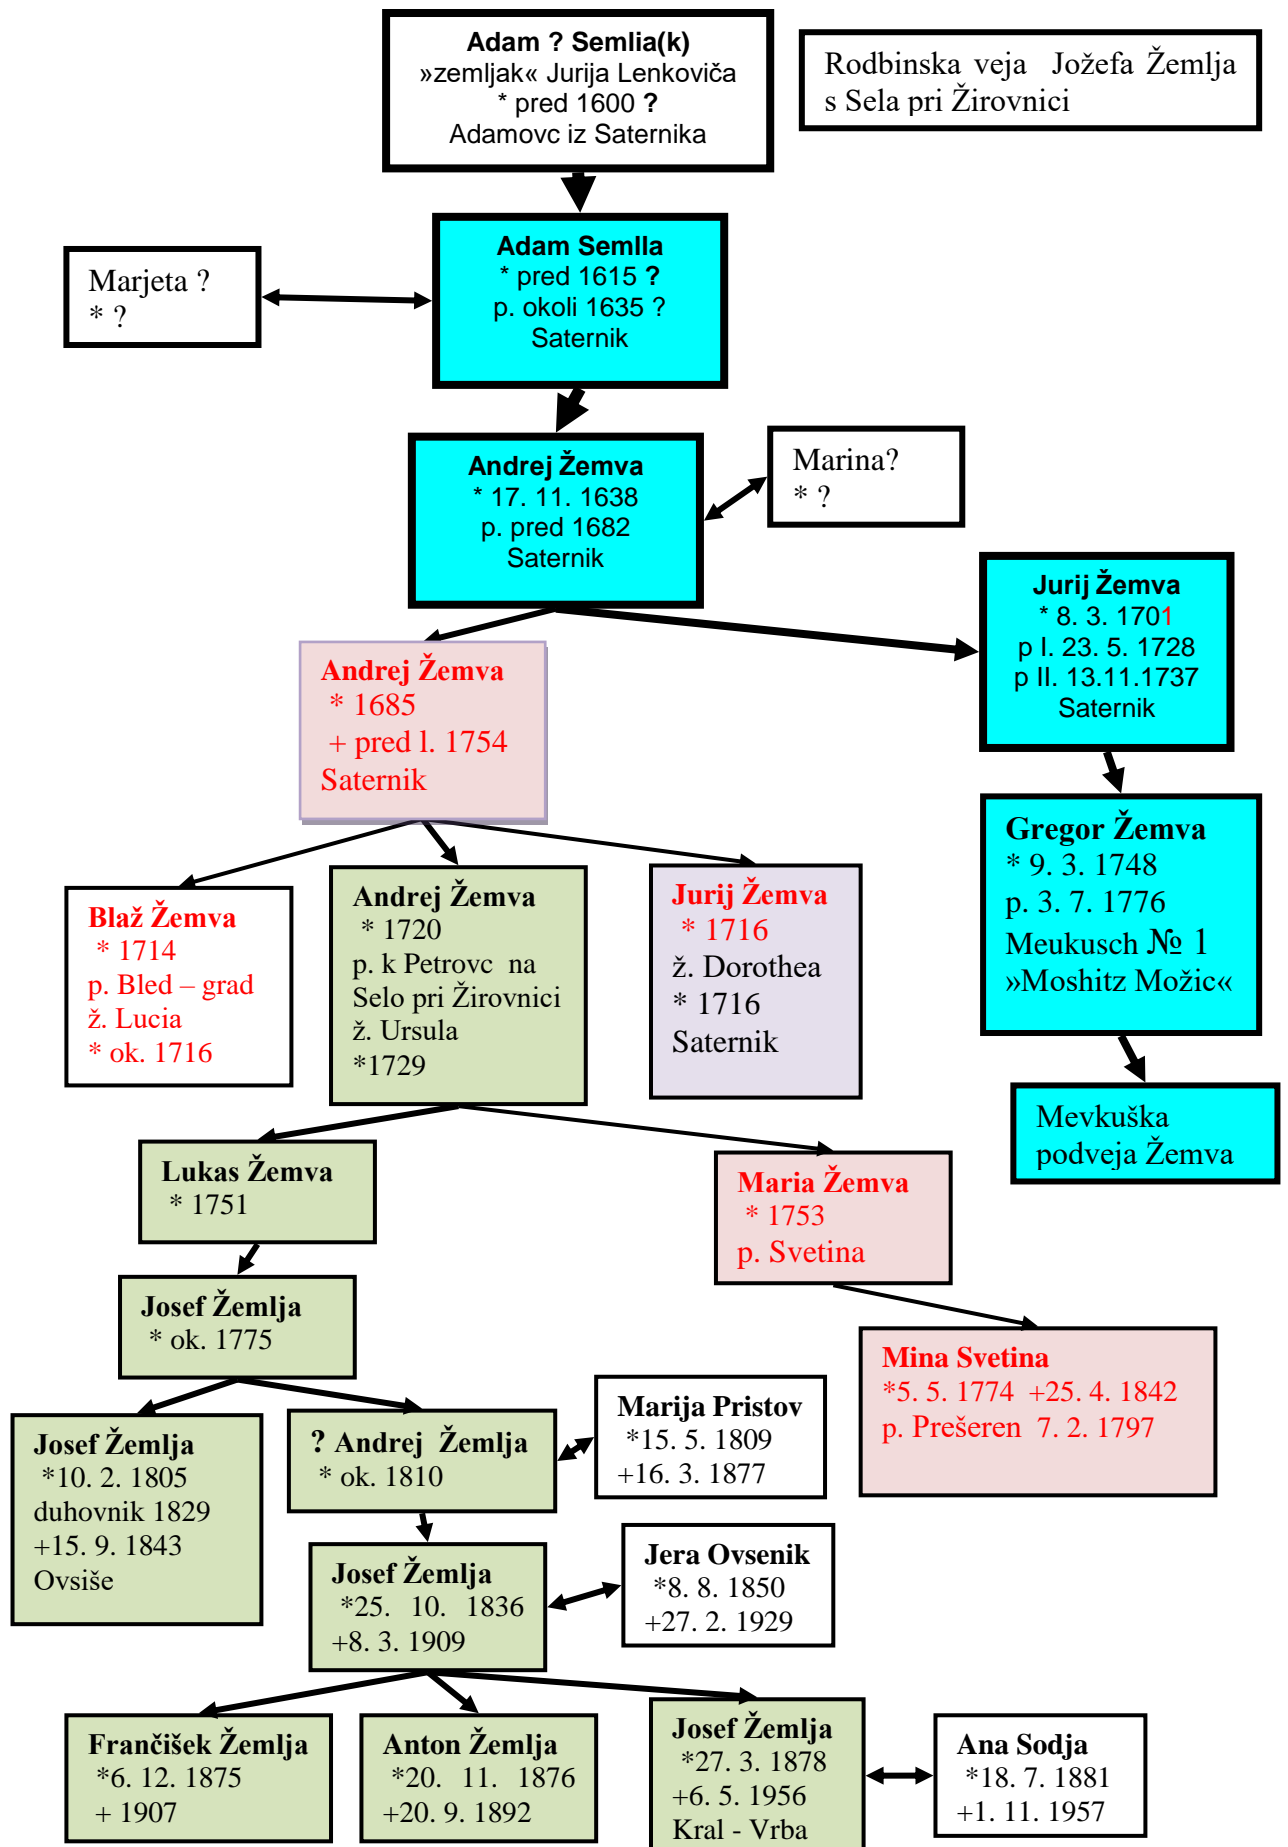 Adam ? Semlia(k)
»zemljak« Jurija Lenkoviča
* pred 1600 ?
Adamovc iz Saternika
Rodbinska veja Jožefa Žemlja
s Sela pri Žirovnici
Adam Semlla
* pred 1615 ?
p. okoli 1635 ?
Saternik
Marjeta ?
* ?
Andrej Žemva
* 17. 11. 1638
p. pred 1682
Saternik
Marina?
* ?
Jurij Žemva
* 8. 3. 1701
p I. 23. 5. 1728
p II. 13.11.1737
Saternik
Andrej Žemva
* 1685
+ pred l. 1754
Saternik
Gregor Žemva
* 9. 3. 1748
p. 3. 7. 1776
Meukusch № 1
»Moshitz Možic«
Blaž Žemva
* 1714
p. Bled – grad
ž. Lucia
* ok. 1716
Andrej Žemva
* 1720
p. k Petrovc na
Selo pri Žirovnici
ž. Ursula
*1729
Jurij Žemva
* 1716
ž. Dorothea
* 1716
Saternik
Mevkuška
podveja Žemva
Lukas Žemva
* 1751
Maria Žemva
* 1753
p. Svetina
Josef Žemlja
* ok. 1775
Mina Svetina
*5. 5. 1774 +25. 4. 1842
p. Prešeren 7. 2. 1797
Josef Žemlja
*10. 2. 1805
duhovnik 1829
+15. 9. 1843
Ovsiše
? Andrej Žemlja
* ok. 1810
Marija Pristov
*15. 5. 1809
+16. 3. 1877
Josef Žemlja
*25. 10. 1836
+8. 3. 1909
Jera Ovsenik
*8. 8. 1850
+27. 2. 1929
Frančišek Žemlja
*6. 12. 1875
+ 1907
Anton Žemlja
*20. 11. 1876
+20. 9. 1892
Josef Žemlja
*27. 3. 1878
+6. 5. 1956
Kral - Vrba
Ana Sodja
*18. 7. 1881
+1. 11. 1957